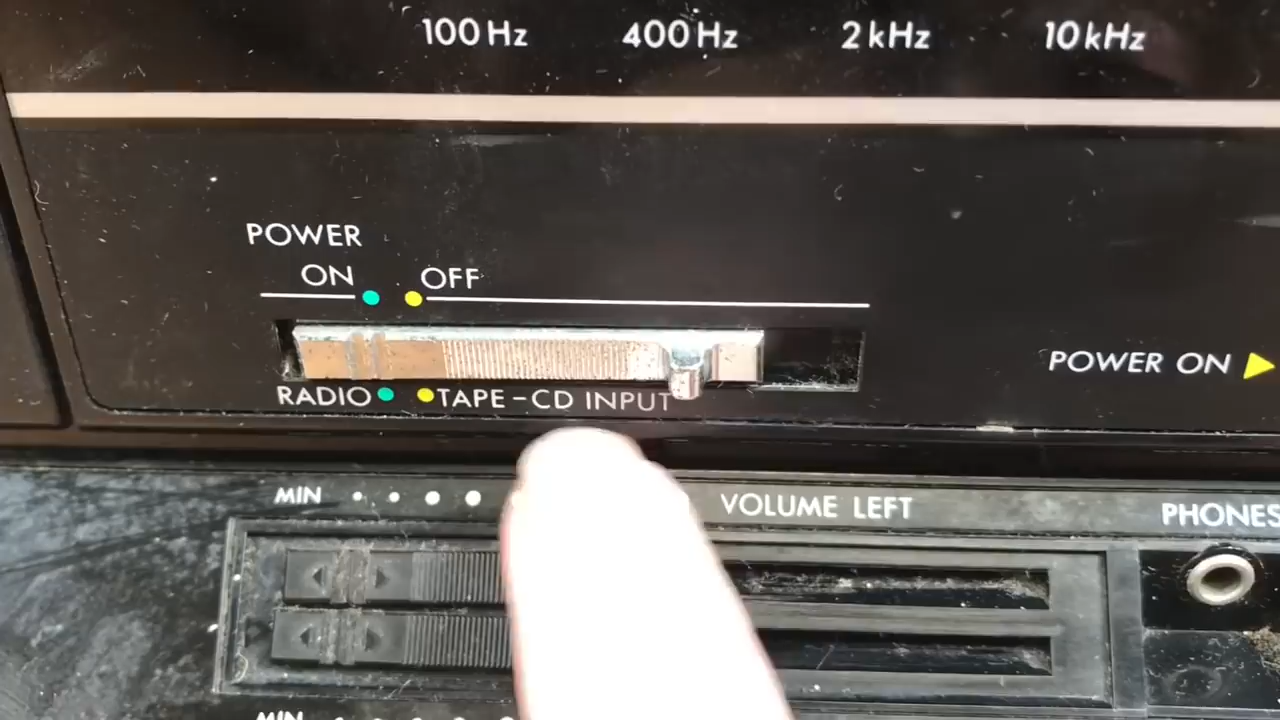 100 Hz 400 Hz 2 kHz 10 kHz
POWER
ON OFF
POWER ON
RADIO TAPE-CD INPUT
MIN VOLUME LEFT PHONES
MIN